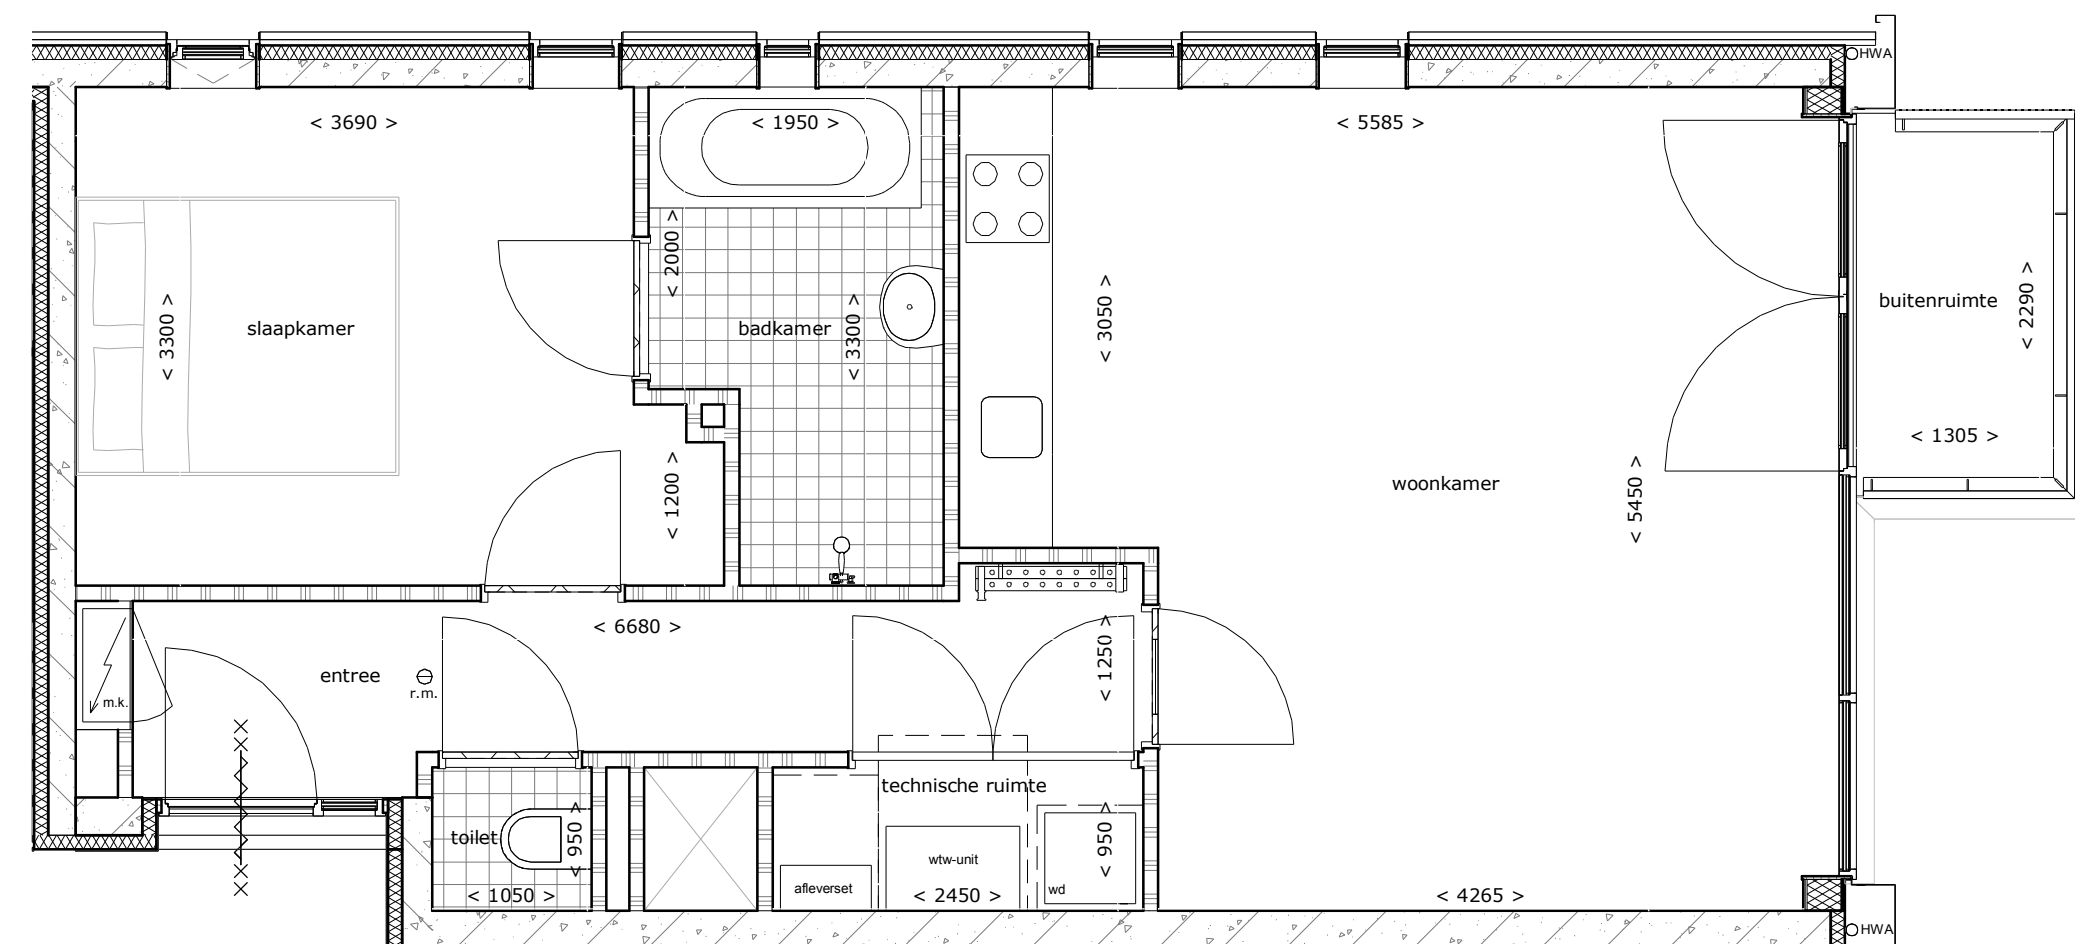 HWA
< 3690 >
< 1950 >
< 5585 >
< 2000 >
< 3300 >
slaapkamer
badkamer
< 3300 >
< 3050 >
buitenruimte
< 2290 >
< 1305 >
< 1200 >
woonkamer
< 5450 >
< 6680 >
entree
r.m.
m.k.
< 1250 >
technische ruimte
toilet
< 950 >
wtw-unit
< 950 >
afleverset
wd
< 1050 >
< 2450 >
< 4265 >
HWA